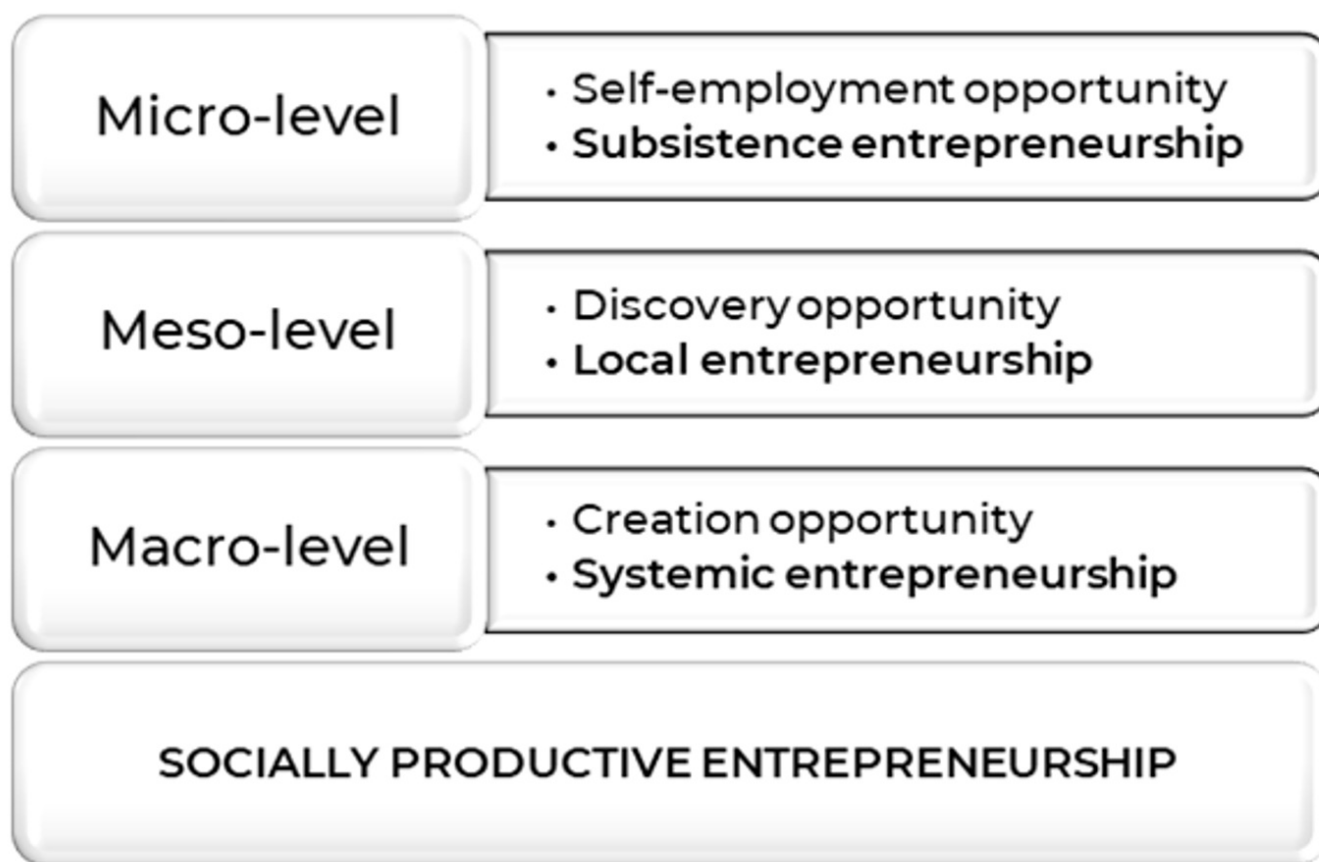 Micro-level
· Self-employment opportunity
· Subsistence entrepreneurship
Meso-level
· Discovery opportunity
· Local entrepreneurship
Macro-level
· Creation opportunity
· Systemic entrepreneurship
SOCIALLY PRODUCTIVE ENTREPRENEURSHIP